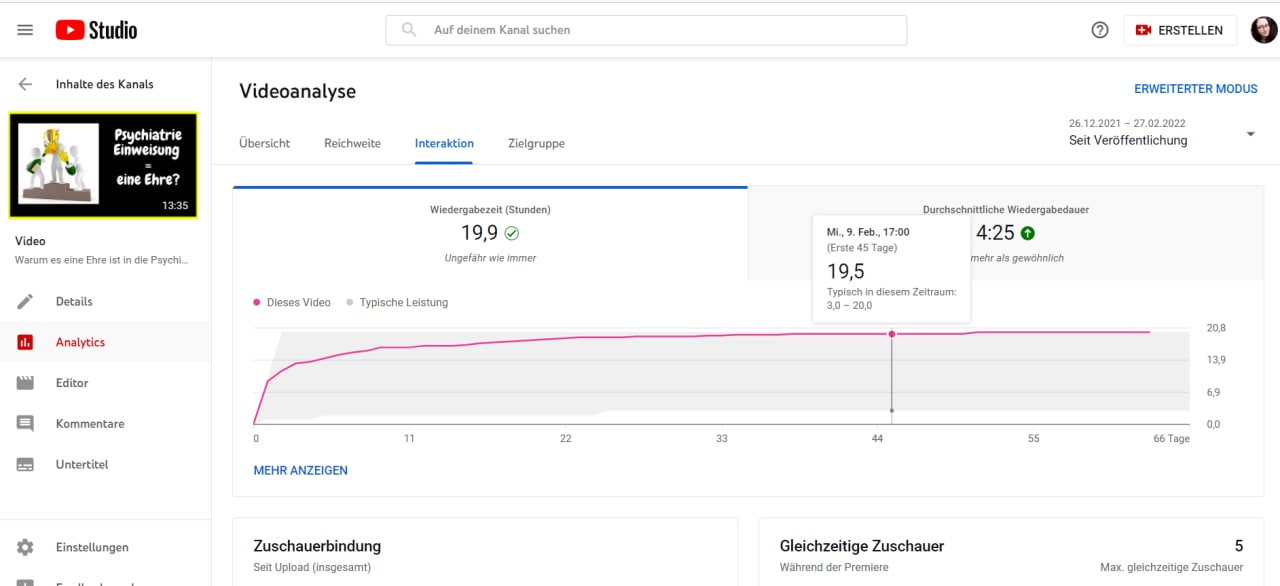 Studio
Auf deinem Kanal suchen
ERSTELLEN
Inhalte des Kanals
Psychiatrie
Einweisung
=
eine Ehre?
13:35
Video
Warum es eine Ehre ist in die Psychi...
Details
Analytics
Editor
Kommentare
Untertitel
Einstellungen
Videoanalyse
ERWEITERTER MODUS
Übersicht
Reichweite
Interaktion
Zielgruppe
26.12.2021 – 27.02.2022
Seit Veröffentlichung
Wiedergabezeit (Stunden)
19,9
Ungefähr wie immer
Durchschnittliche Wiedergabedauer
4:25
mehr als gewöhnlich
Mi., 9. Feb., 17:00
(Erste 45 Tage)
19,5
Typisch in diesem Zeitraum:
3,0 – 20,0
Dieses Video
Typische Leistung
20,8
13,9
6,9
0,0
0 11 22 33 44 55 66 Tage
MEHR ANZEIGEN
Zuschauerbindung
Seit Upload (insgesamt)
Gleichzeitige Zuschauer 5
Während der Premiere Max. gleichzeitige Zuschauer